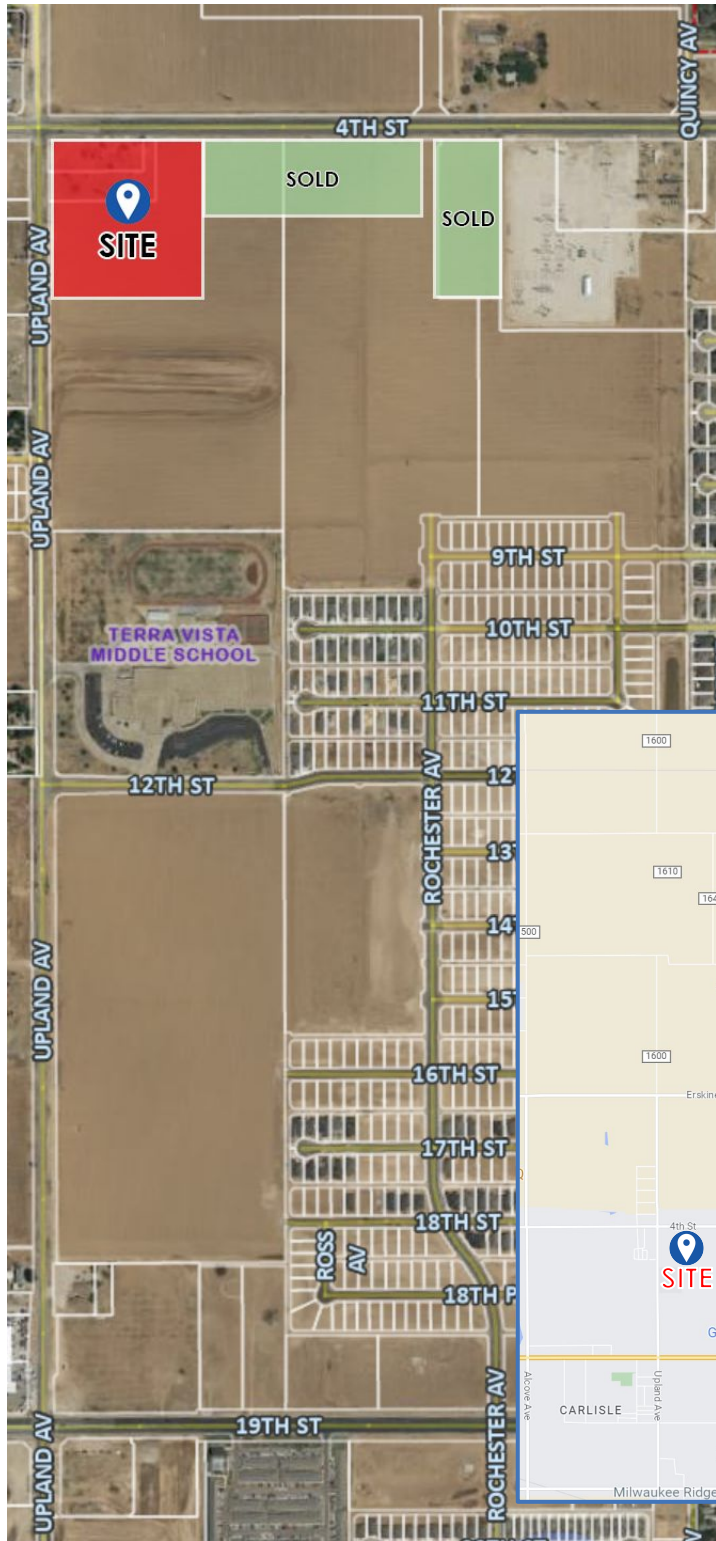 QUINCY AV
4TH ST
SOLD
SOLD
SITE
UPLAND AV
UPLAND AV
9TH ST
TERRA VISTA
MIDDLE SCHOOL
10TH ST
11TH ST
12TH ST
ROCHESTER AV
UPLAND AV
16TH ST
17TH ST
18TH ST
ROSS
AV
18TH P
19TH ST
ROCHESTER AV
UPLAND AV
1600
1610
500
1600
Erskine
4th St
SITE
Alcove Ave
Upland Ave
CARLISLE
Milwaukee Ridge